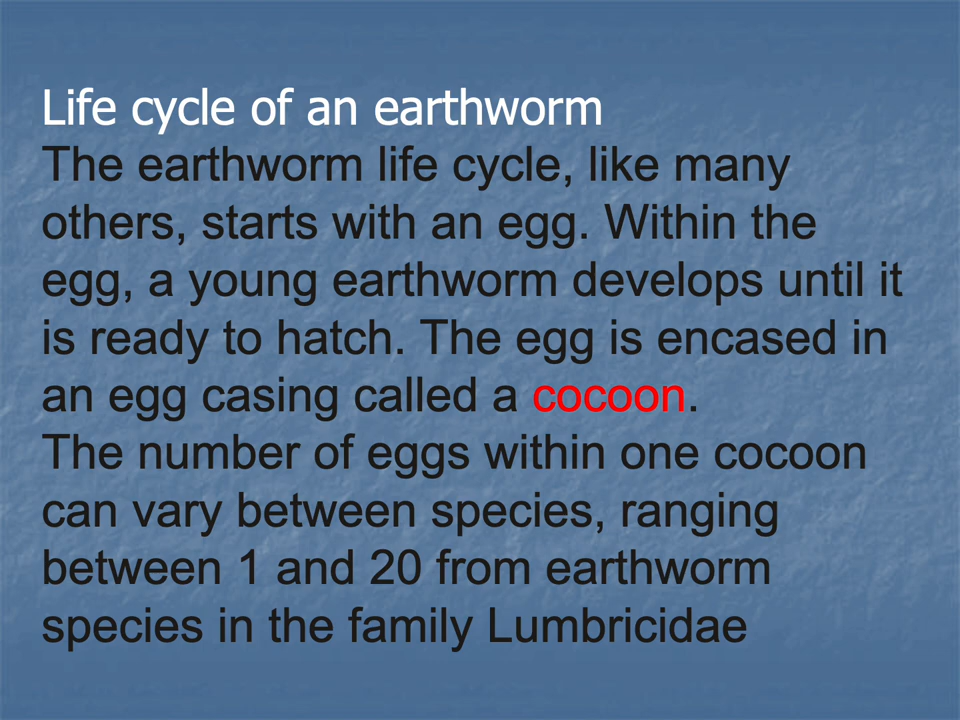 Life cycle of an earthworm
The earthworm life cycle, like many
others, starts with an egg. Within the
egg, a young earthworm develops until it
is ready to hatch. The egg is encased in
an egg casing called a cocoon.
The number of eggs within one cocoon
can vary between species, ranging
between 1 and 20 from earthworm
species in the family Lumbricidae